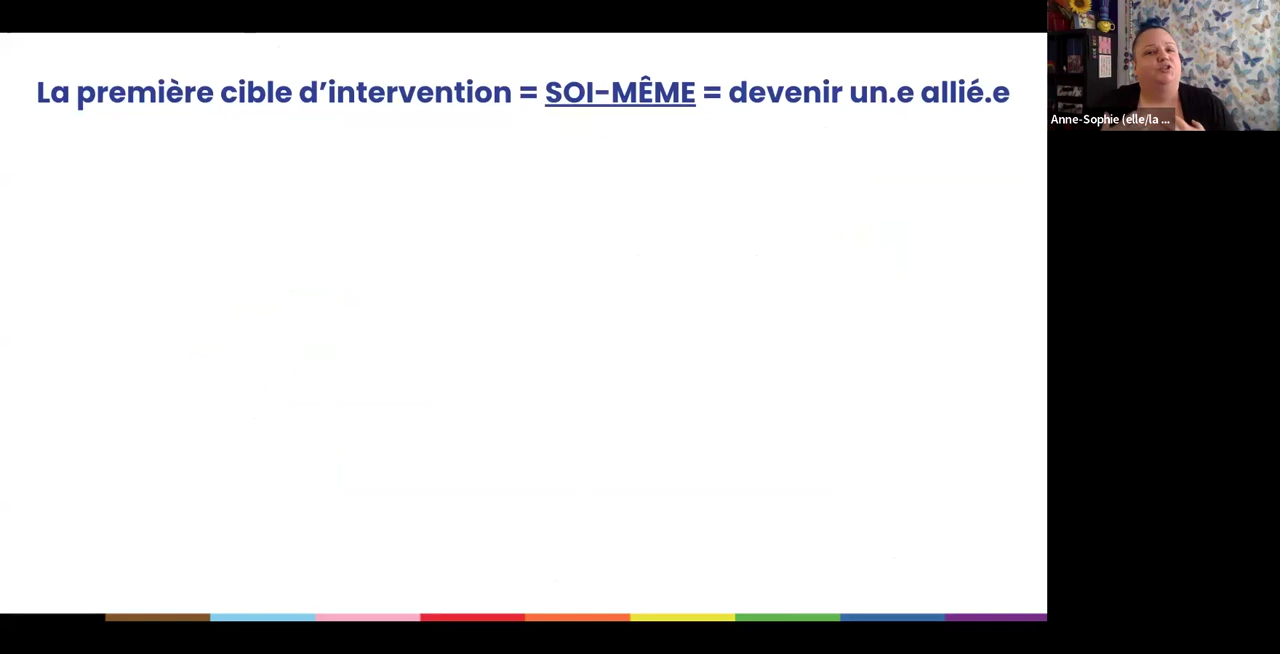 La première cible d'intervention = SOI-MÊME = devenir un.e allié.e
Anne-Sophie (elle/la ...